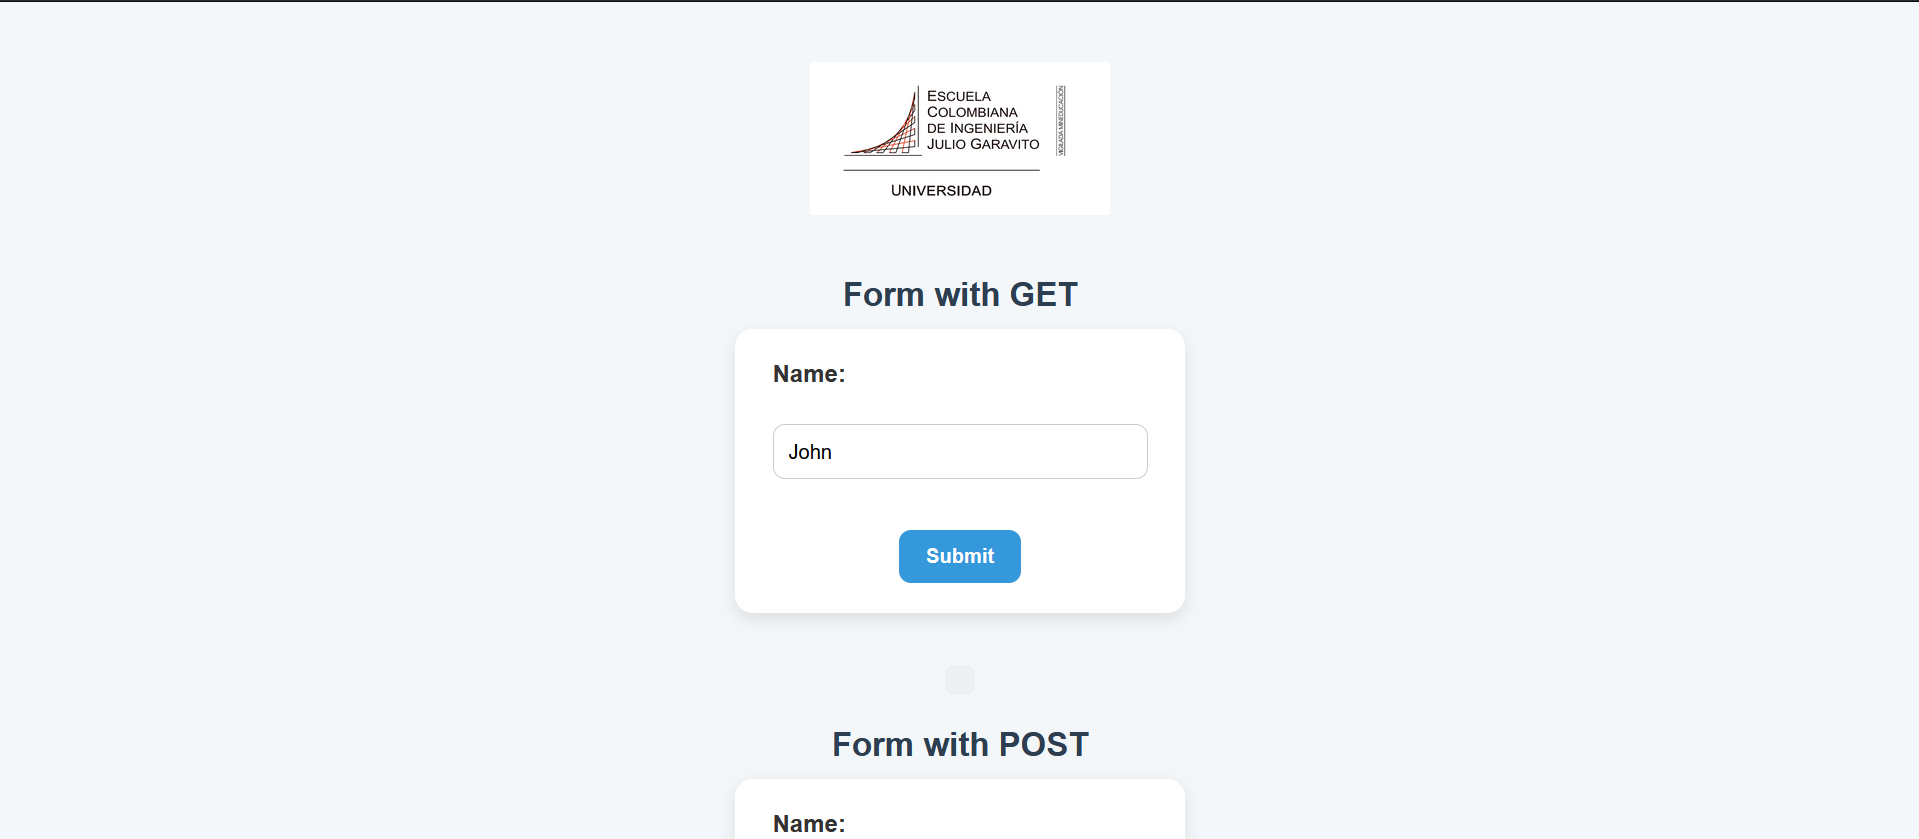 ESCUELA
COLOMBIANA
DE INGENIERÍA
JULIO GARAVITO
VIGILADA MINEDUCACIÓN
UNIVERSIDAD
Form with GET
Name:
John
Submit
Form with POST
Name: